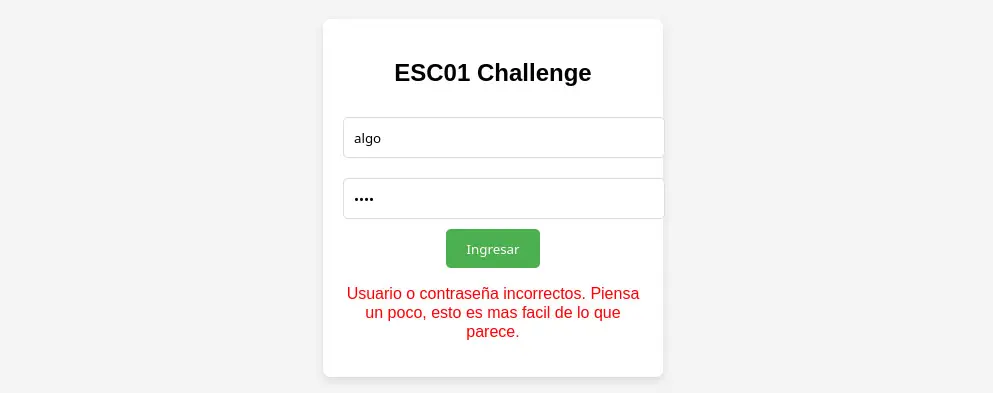 ESC01 Challenge
algo
••••
Ingresar
Usuario o contraseña incorrectos. Piensa
un poco, esto es mas facil de lo que
parece.